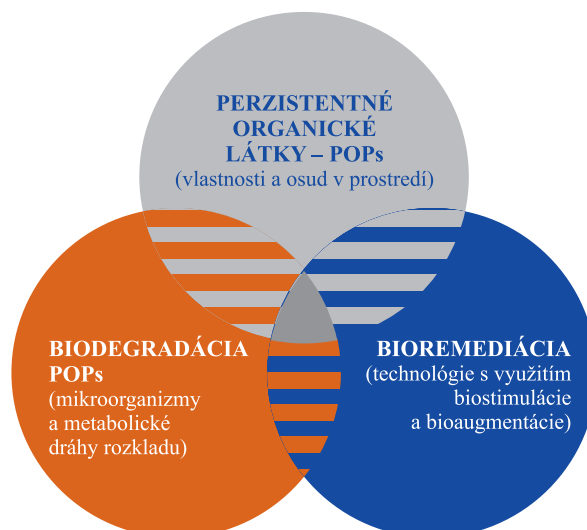 PERZISTENTNÉ
ORGANICKÉ
LÁTKY – POPs
(vlastnosti a osud v prostredí)
BIODEGRADÁCIA
POPs
(mikroorganizmy
a metabolické
dráhy rozkladu)
BIOREMEDIÁCIA
(technológie s využitím
biostimulácie
a bioaugmentácie)